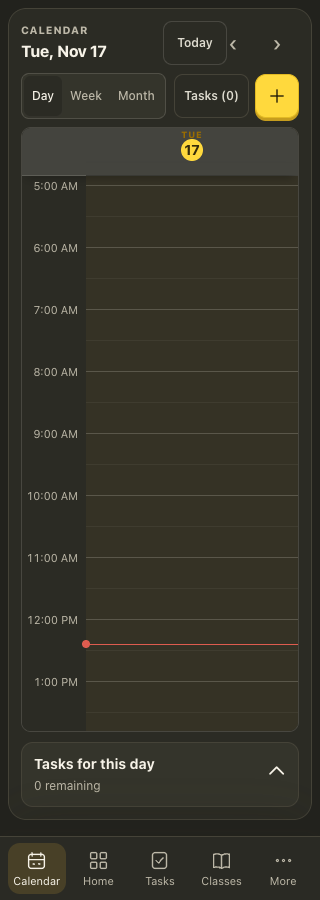 CALENDAR
Tue, Nov 17
Today
Day Week Month Tasks (0) +
TUE
17
5:00 AM
6:00 AM
7:00 AM
8:00 AM
9:00 AM
10:00 AM
11:00 AM
12:00 PM
1:00 PM
Tasks for this day
0 remaining
Calendar Home Tasks Classes More